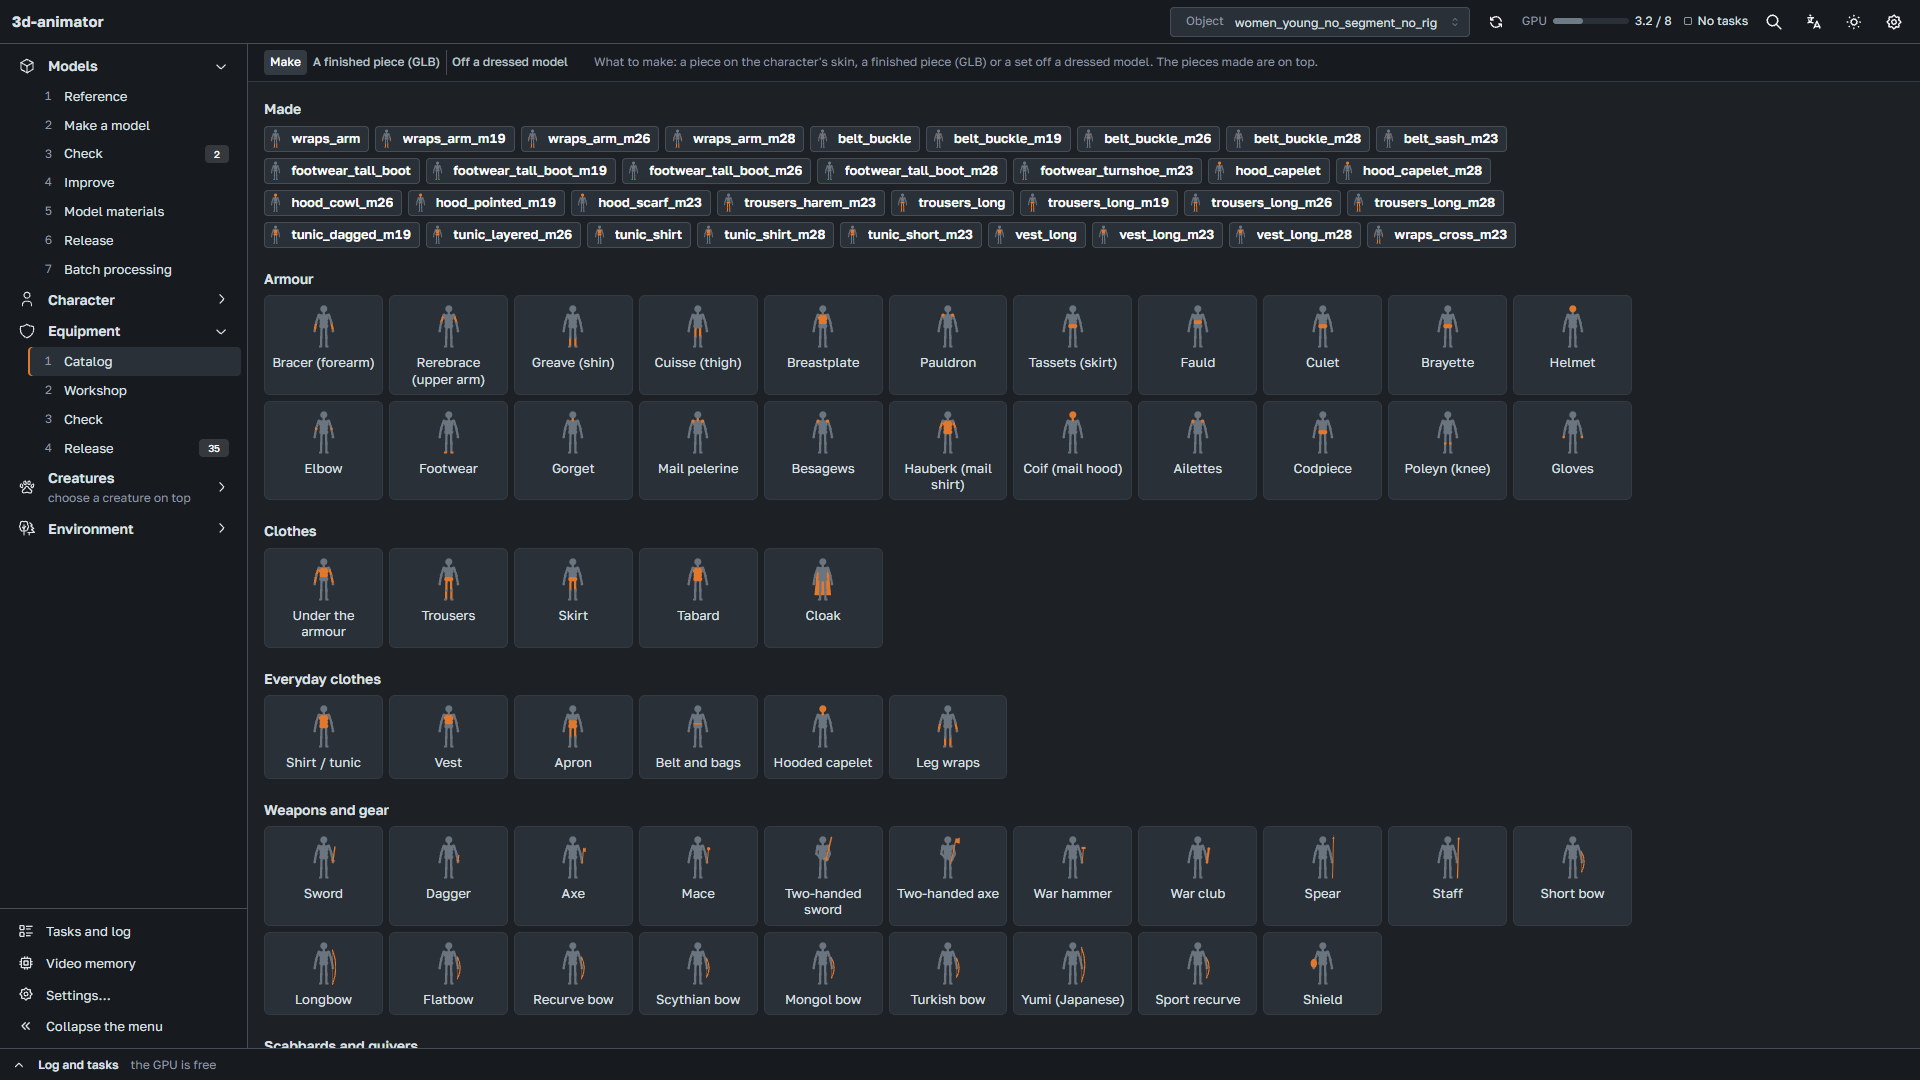 3d-animator
Object women_young_no_segment_no_rig
GPU 3.2 / 8 No tasks
Models
1 Reference
2 Make a model
3 Check 2
4 Improve
5 Model materials
6 Release
7 Batch processing
Character
Equipment
1 Catalog
2 Workshop
3 Check
4 Release 35
Creatures
choose a creature on top
Environment
Tasks and log
Video memory
Settings...
Collapse the menu
Make A finished piece (GLB) Off a dressed model What to make: a piece on the character's skin, a finished piece (GLB) or a set off a dressed model. The pieces made are on top.
Made
wraps_arm wraps_arm_m19 wraps_arm_m26 wraps_arm_m28 belt_buckle belt_buckle_m19 belt_buckle_m26 belt_buckle_m28 belt_sash_m23
footwear_tall_boot footwear_tall_boot_m19 footwear_tall_boot_m26 footwear_tall_boot_m28 footwear_turnshoe_m23 hood_capelet hood_capelet_m28
hood_cowl_m26 hood_pointed_m19 hood_scarf_m23 trousers_harem_m23 trousers_long trousers_long_m19 trousers_long_m26 trousers_long_m28
tunic_dagged_m19 tunic_layered_m26 tunic_shirt tunic_shirt_m28 tunic_short_m23 vest_long vest_long_m23 vest_long_m28 wraps_cross_m23
Armour
Bracer (forearm) Rerebrace (upper arm) Greave (shin) Cuisse (thigh) Breastplate Pauldron Tassets (skirt) Fauld Culet Brayette Helmet
Elbow Footwear Gorget Mail pelerine Besagews Hauberk (mail shirt) Coif (mail hood) Ailettes Codpiece Poleyn (knee) Gloves
Clothes
Under the armour Trousers Skirt Tabard Cloak
Everyday clothes
Shirt / tunic Vest Apron Belt and bags Hooded capelet Leg wraps
Weapons and gear
Sword Dagger Axe Mace Two-handed sword Two-handed axe War hammer War club Spear Staff Short bow
Longbow Flatbow Recurve bow Scythian bow Mongol bow Turkish bow Yumi (Japanese) Sport recurve Shield
Scabbards and quivers
Log and tasks the GPU is free